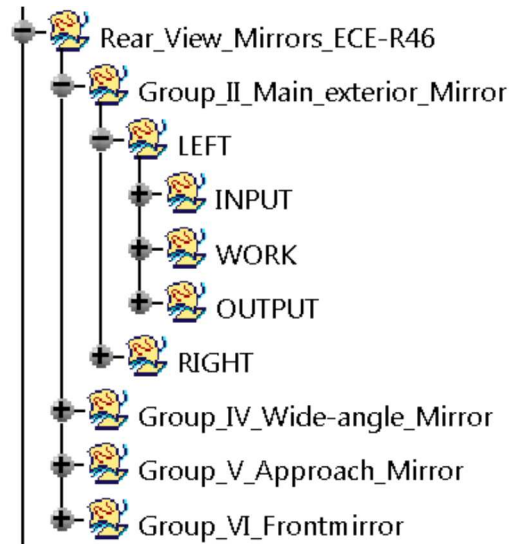 Rear_View_Mirrors_ECE-R46
Group_II_Main_exterior_Mirror
LEFT
INPUT
WORK
OUTPUT
RIGHT
Group_IV_Wide-angle_Mirror
Group_V_Approach_Mirror
Group_VI_Frontmirror